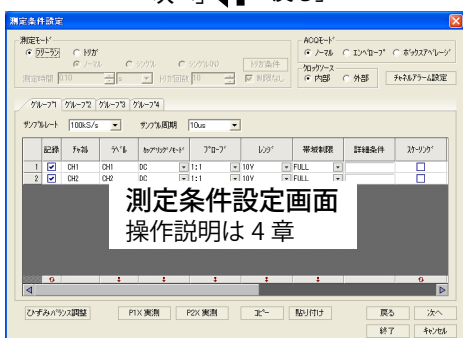 測定条件設定
測定モード
フリーラン
トリガ
ノーマル
シングル
シングル(N)
トリガ条件
測定時間
0.10
s
トリガ回数
10
制限なし
ACQモード
ノーマル
エンベロープ
ボックスアベレージ
クロックソース
内部
外部
チャネルアラーム設定
グループ1 グループ2 グループ3 グループ4
サンプルレート 100kS/s サンプル周期 10us
記録 チャネル ラベル カップリング/モード プローブ レンジ 帯域制限 詳細条件 スケーリング
1 CH1 CH1 DC 1:1 10V FULL
2 CH2 CH2 DC 1:1 10V FULL
測定条件設定画面
操作説明は 4 章
ひずみバランス調整 P1X 実測 P2X 実測 コピー 貼り付け 戻る 次へ
終了 キャンセル